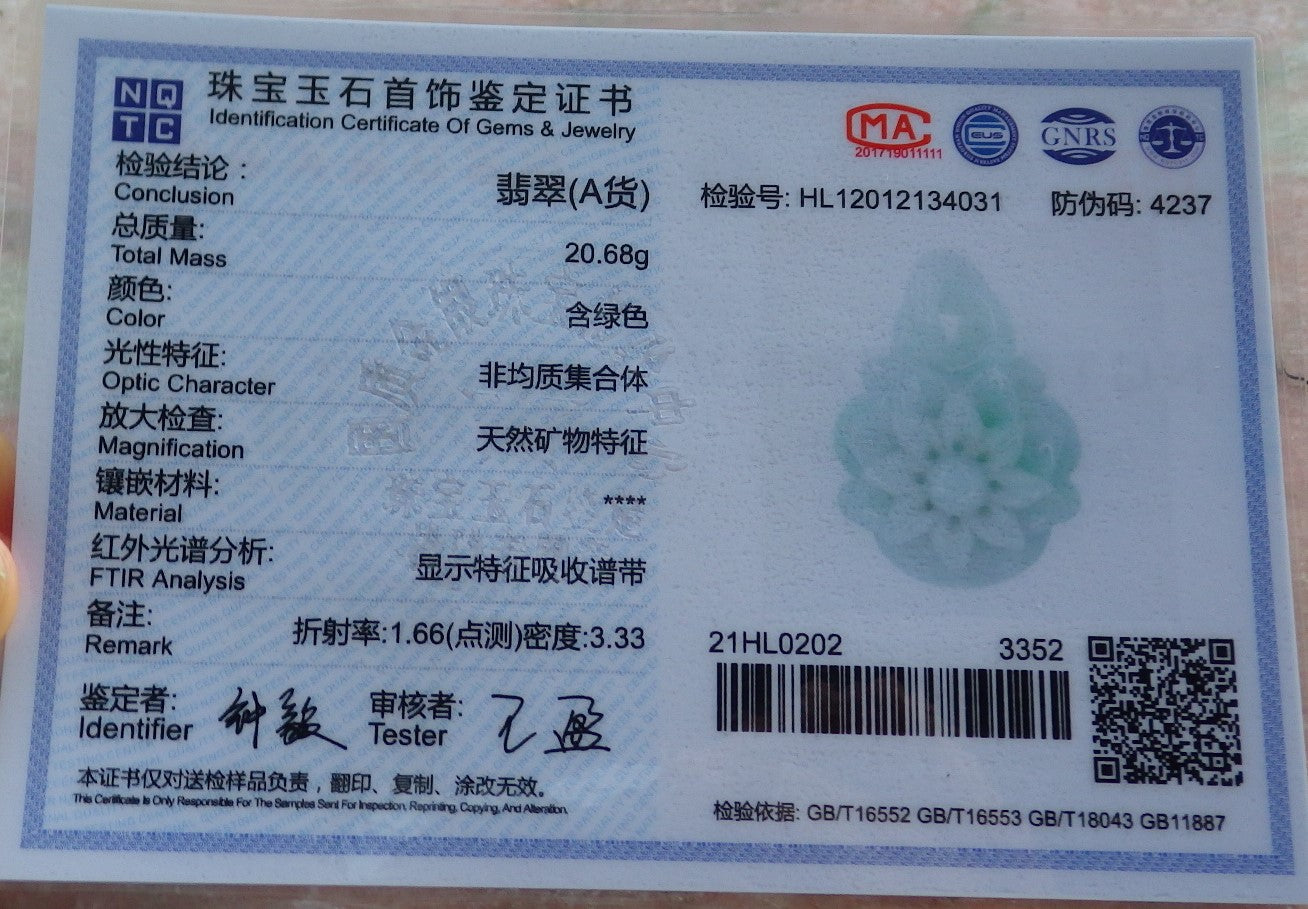 NQ
TC
珠宝玉石首饰鉴定证书
Identification Certificate Of Gems & Jewelry
检验结论：
Conclusion
翡翠(A货)
总质量:
Total Mass
20.68g
颜色:
Color
含绿色
光性特征:
Optic Character
非均质集合体
放大检查:
Magnification
天然矿物特征
镶嵌材料:
Material
****
红外光谱分析:
FTIR Analysis
显示特征吸收谱带
备注:
Remark
折射率:1.66(点测)密度:3.33
鉴定者:
Identifier
审核者:
Tester
王盈
本证书仅对送检样品负责，翻印、复制、涂改无效。
This Certificate Is Only Responsible For The Samples Sent For Inspection, Reprinting, Copying, And Alteration.
MA
201719011111
GNRS
检验号: HL12012134031
防伪码: 4237
21HL0202
3352
检验依据: GB/T16552 GB/T16553 GB/T18043 GB11887